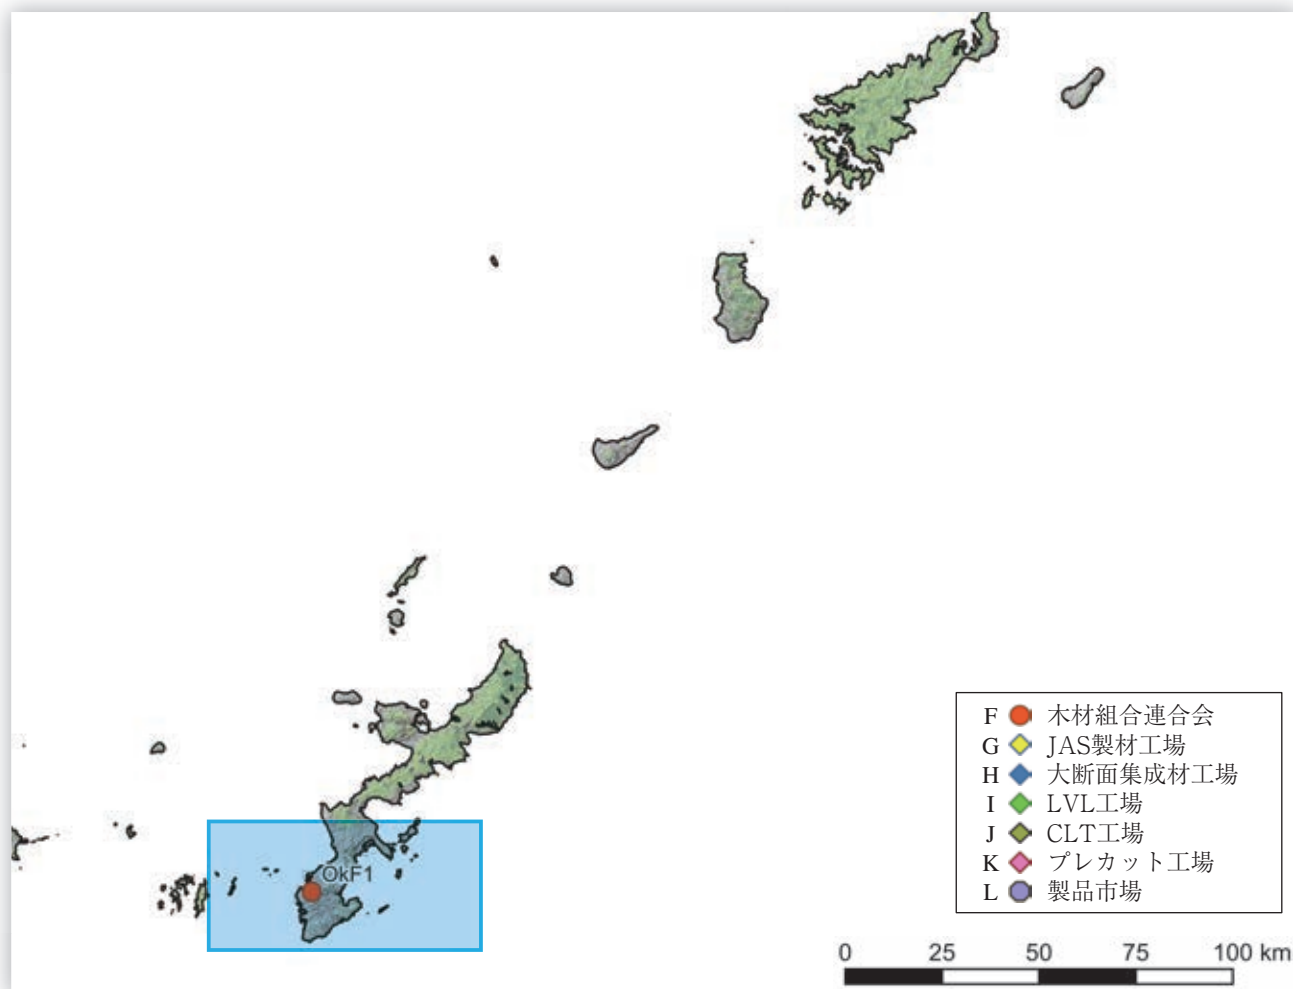 OkF1
F 木材組合連合会
G JAS製材工場
H 大断面集成材工場
I LVL工場
J CLT工場
K プレカット工場
L 製品市場
0 25 50 75 100 km